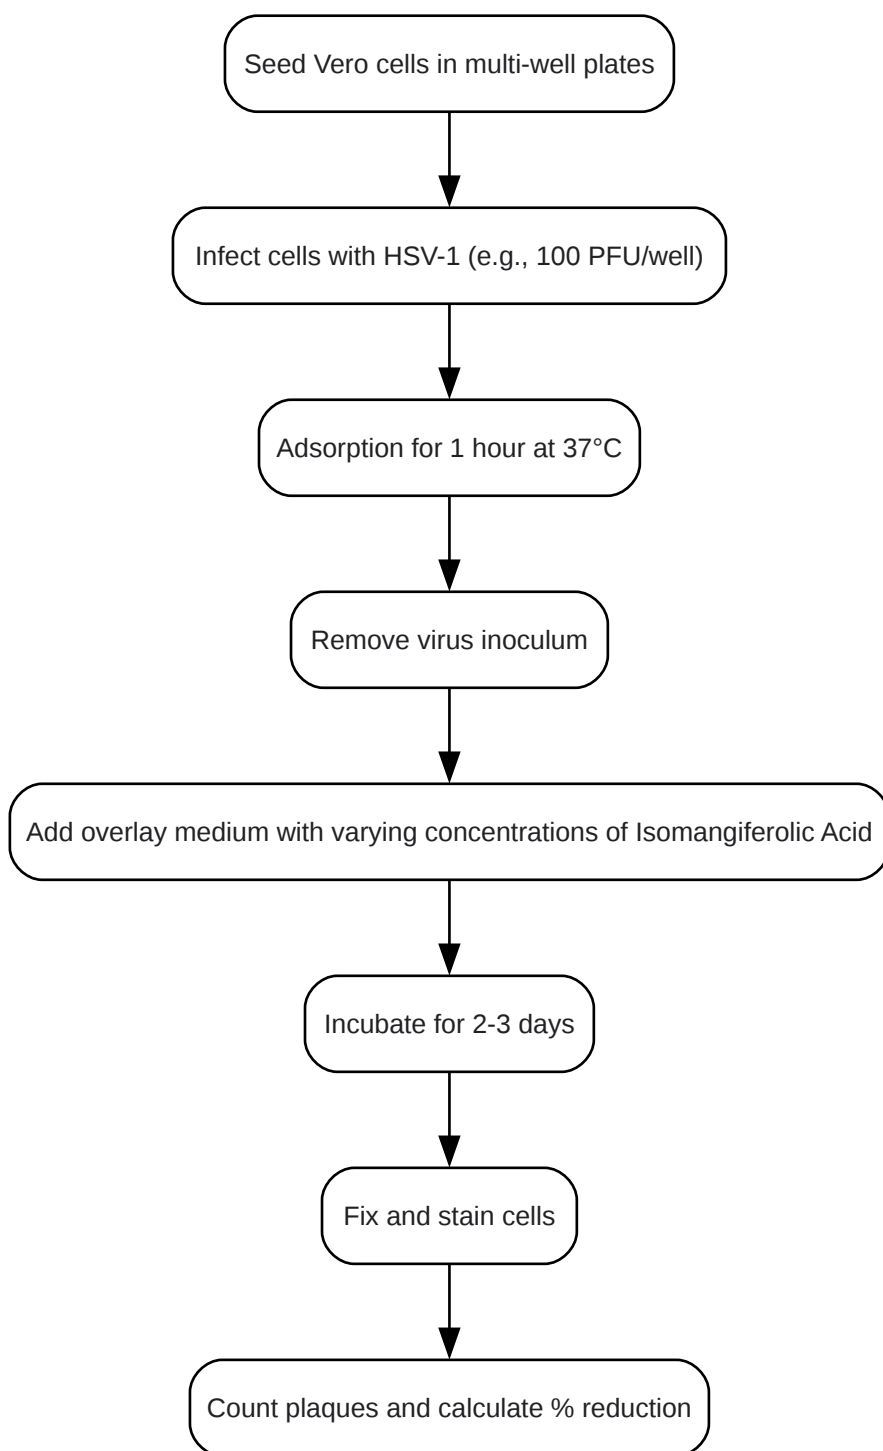 Seed Vero cells in multi-well plates
Infect cells with HSV-1 (e.g., 100 PFU/well)
Adsorption for 1 hour at 37°C
Remove virus inoculum
Add overlay medium with varying concentrations of Isomangiferolic Acid
Incubate for 2-3 days
Fix and stain cells
Count plaques and calculate % reduction